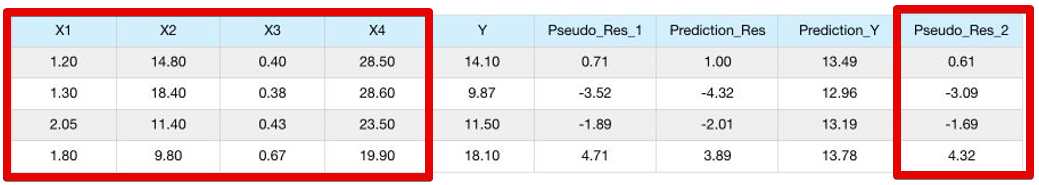 X1 X2 X3 X4 Y Pseudo_Res_1 Prediction_Res Prediction_Y Pseudo_Res_2
1.20 14.80 0.40 28.50 14.10 0.71 1.00 13.49 0.61
1.30 18.40 0.38 28.60 9.87 -3.52 -4.32 12.96 -3.09
2.05 11.40 0.43 23.50 11.50 -1.89 -2.01 13.19 -1.69
1.80 9.80 0.67 19.90 18.10 4.71 3.89 13.78 4.32